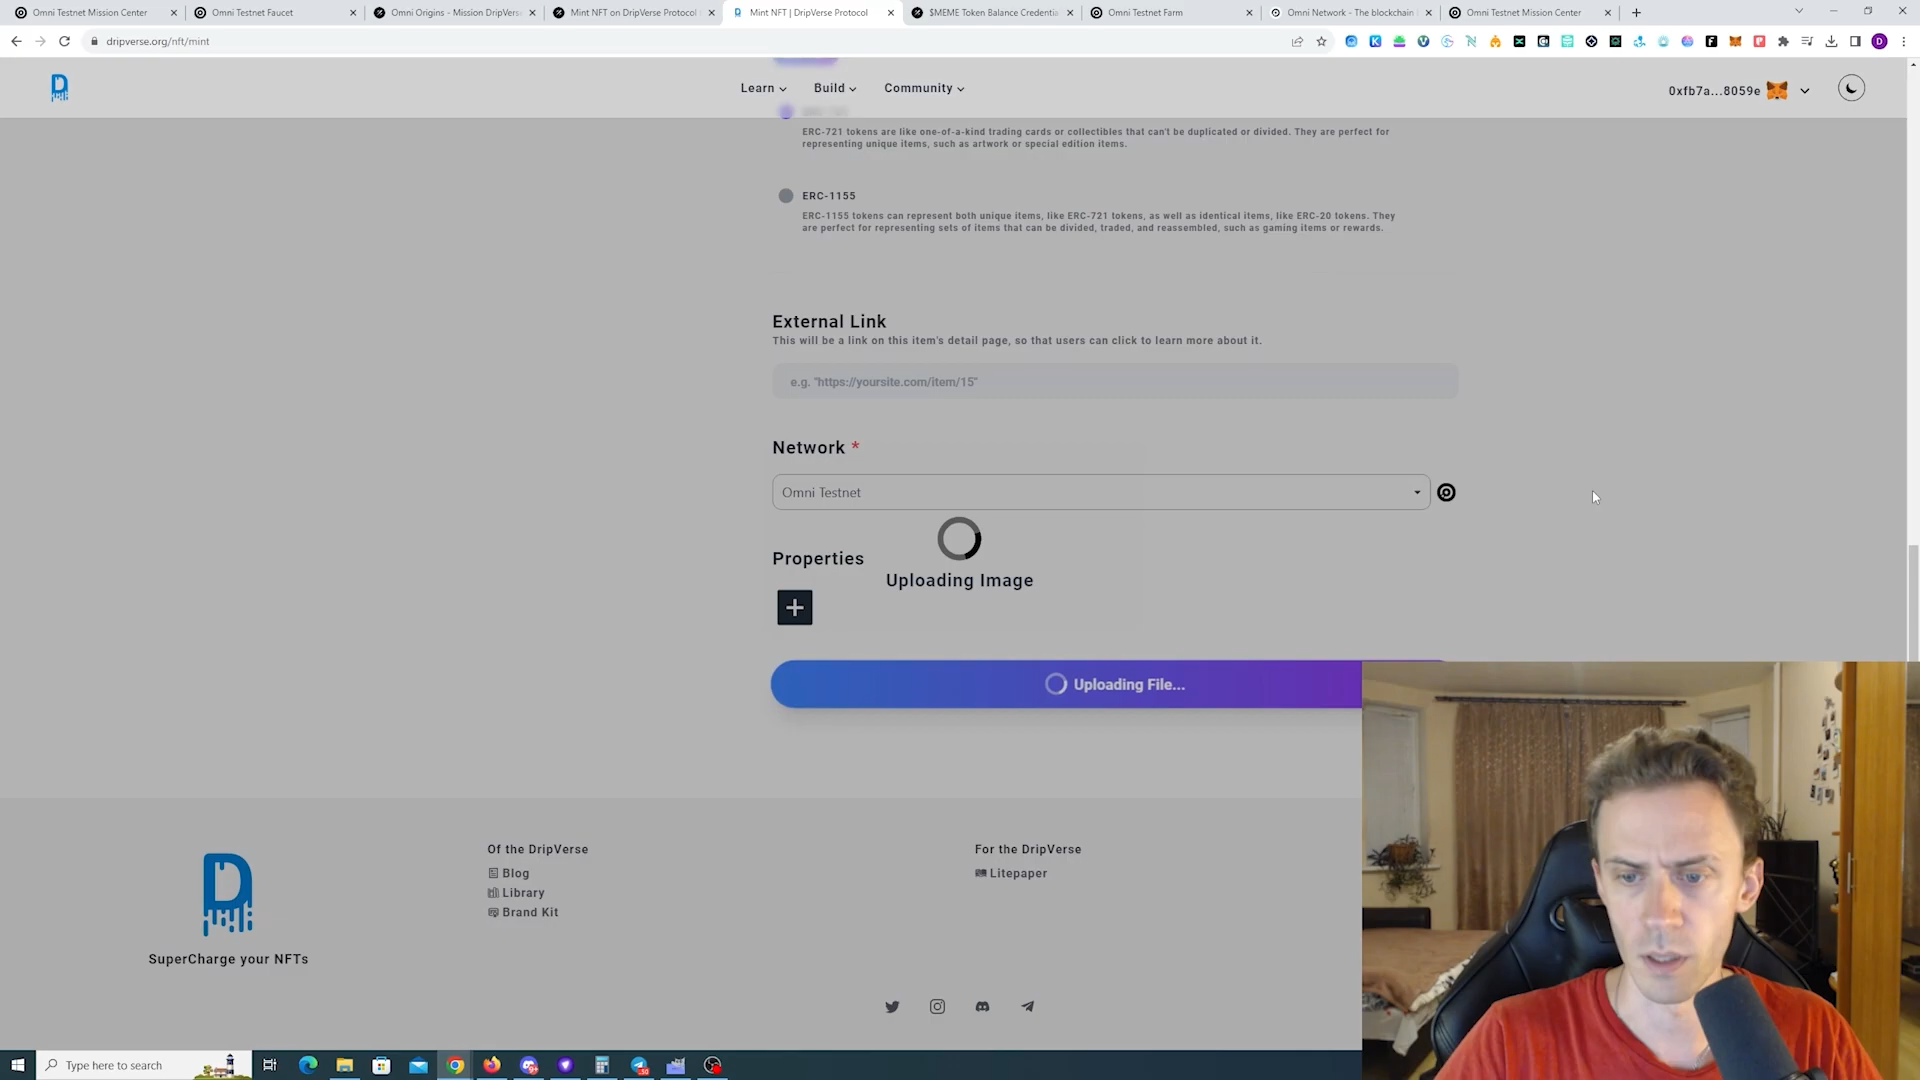 Omni Testnet Mission Center
Omni Testnet Faucet
Omni Origins - Mission DripVers
Mint NFT on DripVerse Protocol
Mint NFT | DripVerse Protocol
$MEME Token Balance Credentia
Omni Testnet Farm
Omni Network - The blockchain
Omni Testnet Mission Center
dripverse.org/nft/mint
Learn
Build
Community
0xfb7a...8059e
ERC-721 tokens are like one-of-a-kind trading cards or collectibles that can't be duplicated or divided. They are perfect for
representing unique items, such as artwork or special edition items.
ERC-1155
ERC-1155 tokens can represent both unique items, like ERC-721 tokens, as well as identical items, like ERC-20 tokens. They
are perfect for representing sets of items that can be divided, traded, and reassembled, such as gaming items or rewards.
External Link
This will be a link on this item's detail page, so that users can click to learn more about it.
e.g. "https://yoursite.com/item/15"
Network *
Omni Testnet
Properties
Uploading Image
Uploading File...
SuperCharge your NFTs
Of the DripVerse
Blog
Library
Brand Kit
For the DripVerse
Litepaper
Type here to search